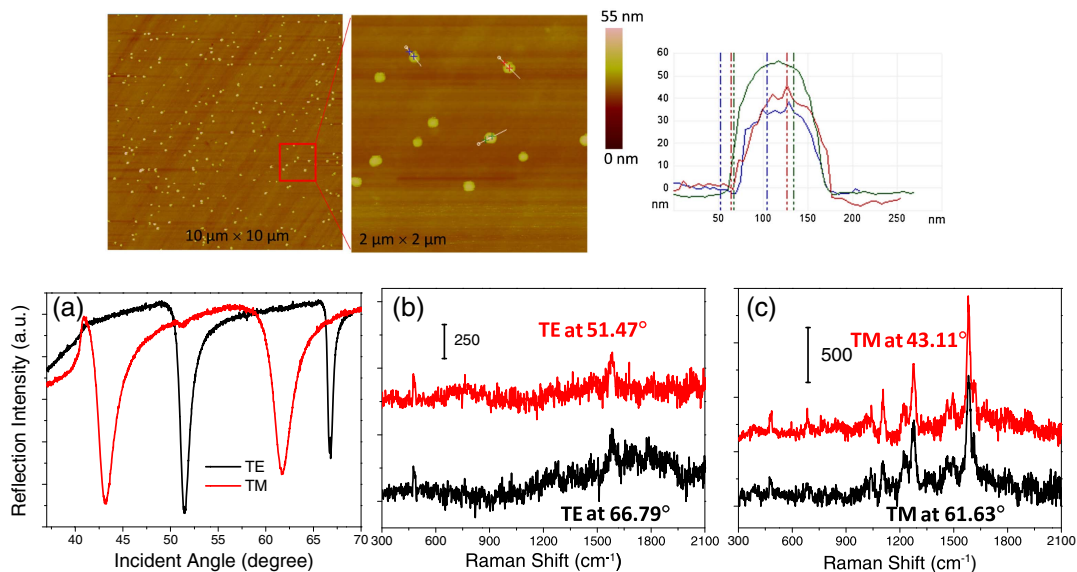 10 µm × 10 µm
2 µm × 2 µm
55 nm
0 nm
60
50
40
30
20
10
0
nm
50
100
150
200
250
nm
(a)
Reflection Intensity (a.u.)
TE
TM
40
45
50
55
60
65
70
Incident Angle (degree)
(b)
250
TE at 51.47°
TE at 66.79°
300
600
900
1200
1500
1800
2100
Raman Shift (cm⁻¹)
(c)
500
TM at 43.11°
TM at 61.63°
300
600
900
1200
1500
1800
2100
Raman Shift (cm⁻¹)